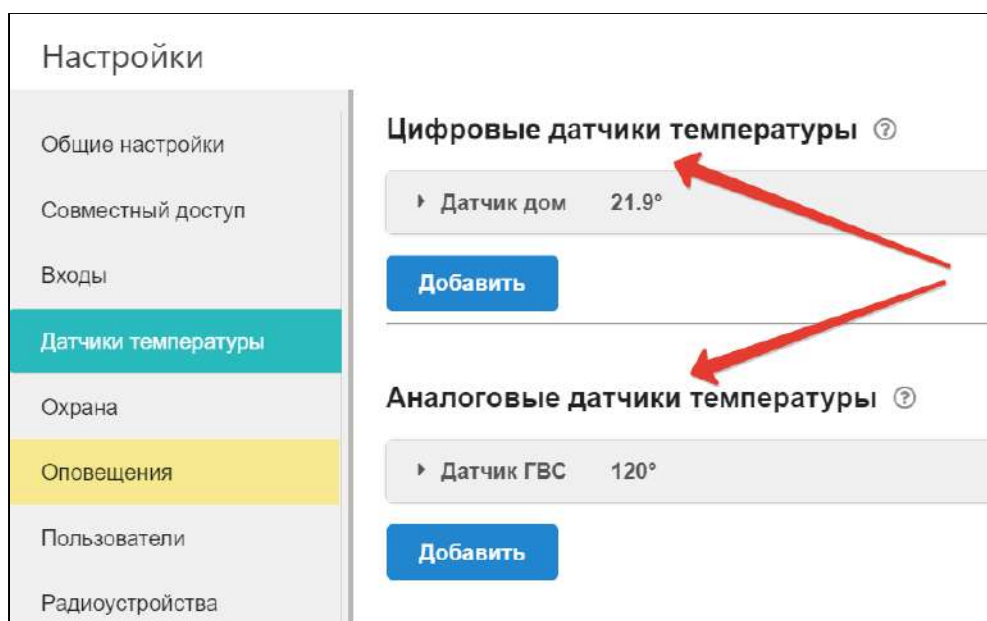 Настройки
Общие настройки
Совместный доступ
Входы
Датчики температуры
Охрана
Оповещения
Пользователи
Радиоустройства
Цифровые датчики температуры ?
Датчик дом 21.9°
Добавить
Аналоговые датчики температуры ?
Датчик ГВС 120°
Добавить